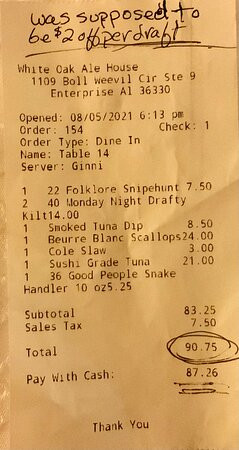 was supposed to
be $2 off per draft
White Oak Ale House
1109 Boll Weevil Cir Ste 9
Enterprise Al 36330
Opened: 08/05/2021 6:13 pm
Order: 154 Check: 1
Order Type: Dine In
Name: Table 14
Server: Ginni
1 22 Folklore Snipehunt 7.50
2 40 Monday Night Drafty
Kilt14.00
1 Smoked Tuna Dip 8.50
1 Beurre Blanc Scallops24.00
1 Cole Slaw 3.00
1 Sushi Grade Tuna 21.00
1 36 Good People Snake
Handler 10 oz5.25
Subtotal 83.25
Sales Tax 7.50
Total 90.75
Pay With Cash: 87.26
Thank You